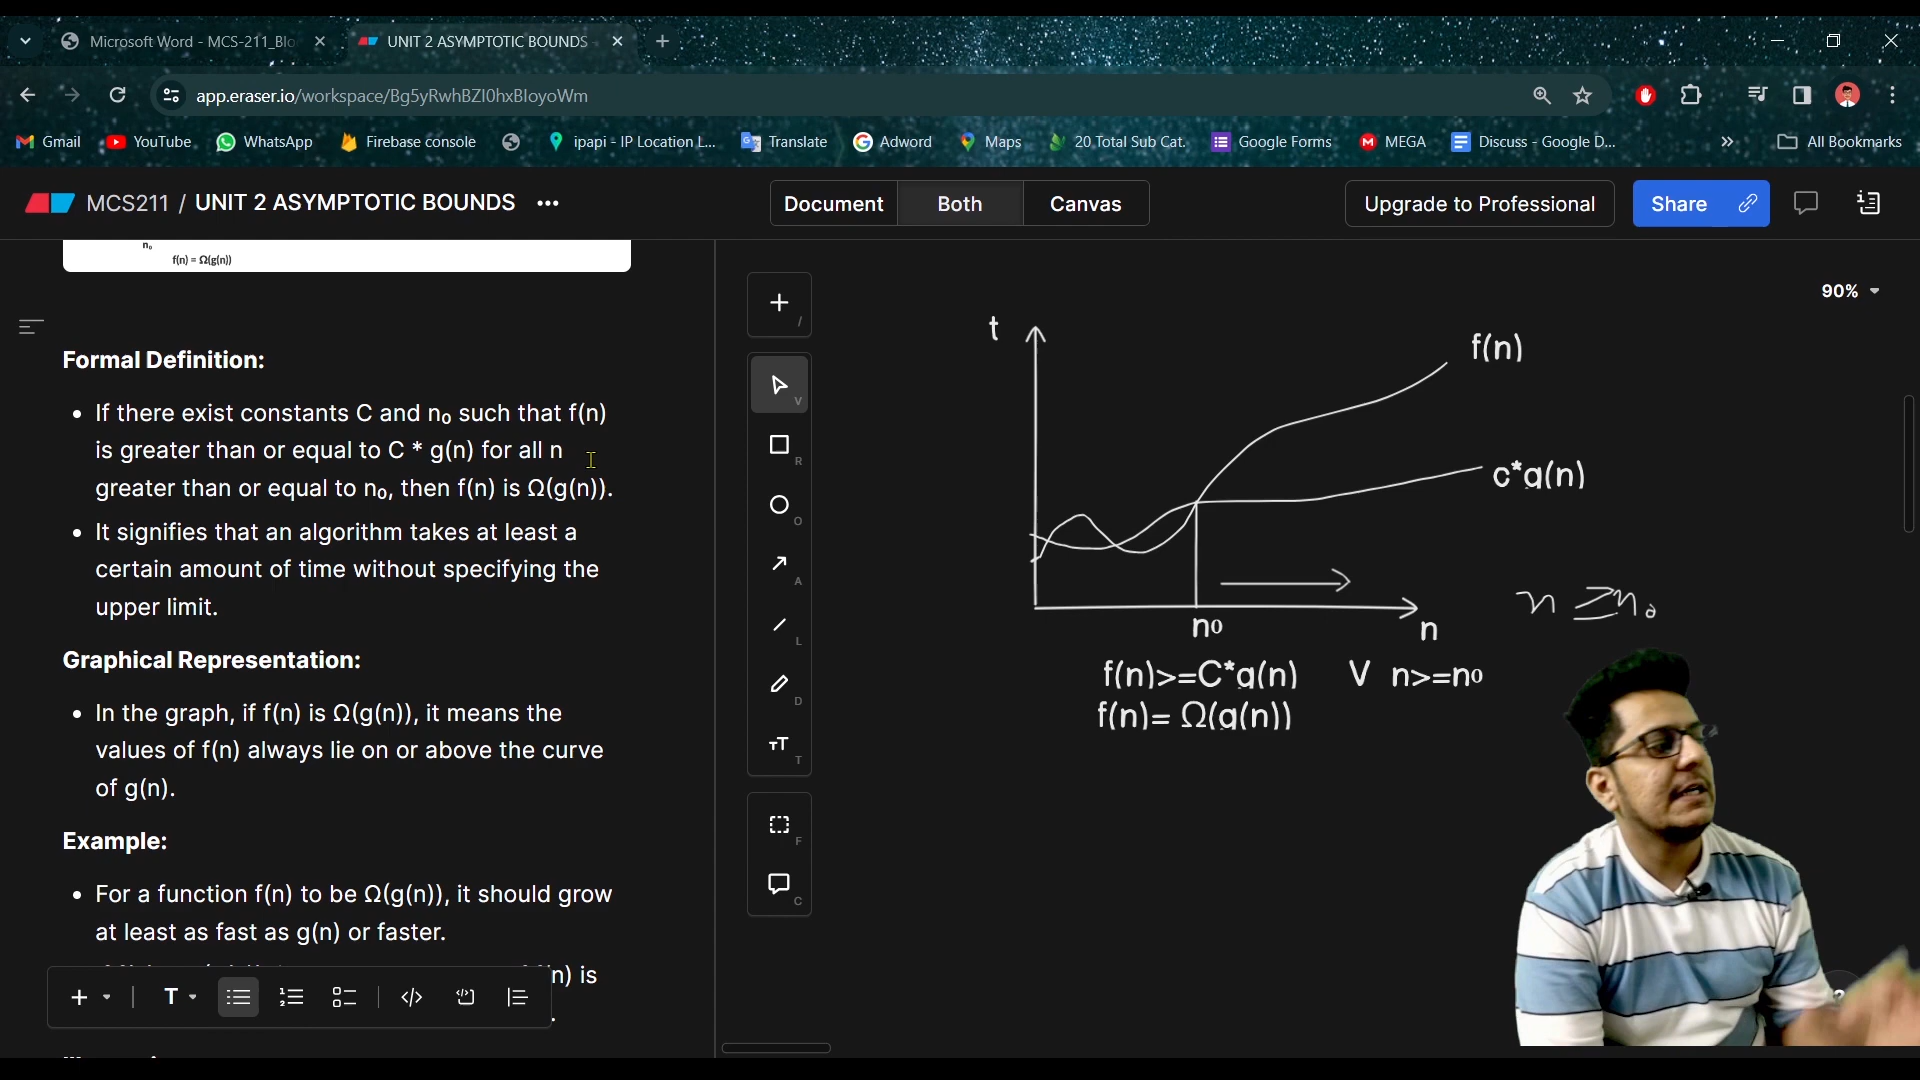 Microsoft Word - MCS-211_Blo
UNIT 2 ASYMPTOTIC BOUNDS -
app.eraser.io/workspace/Bg5yRwhBZI0hxBIoyoWm
Gmail YouTube WhatsApp Firebase console ipapi - IP Location L... Translate Adword Maps 20 Total Sub Cat. Google Forms MEGA Discuss - Google D... » All Bookmarks
MCS211 / UNIT 2 ASYMPTOTIC BOUNDS ...
Document Both Canvas
Upgrade to Professional
Share
n₀
f(n) = Ω(g(n))
Formal Definition:
• If there exist constants C and n₀ such that f(n)
is greater than or equal to C * g(n) for all n
greater than or equal to n₀, then f(n) is Ω(g(n)).
• It signifies that an algorithm takes at least a
certain amount of time without specifying the
upper limit.
Graphical Representation:
• In the graph, if f(n) is Ω(g(n)), it means the
values of f(n) always lie on or above the curve
of g(n).
Example:
• For a function f(n) to be Ω(g(n)), it should grow
at least as fast as g(n) or faster.
n) is
T
/
V
R
O
A
L
D
TT
T
F
C
90%
t
f(n)
c*g(n)
n0
n
n ≥ n₀
f(n)>=C*g(n) V n>=n0
f(n)= Ω(g(n))